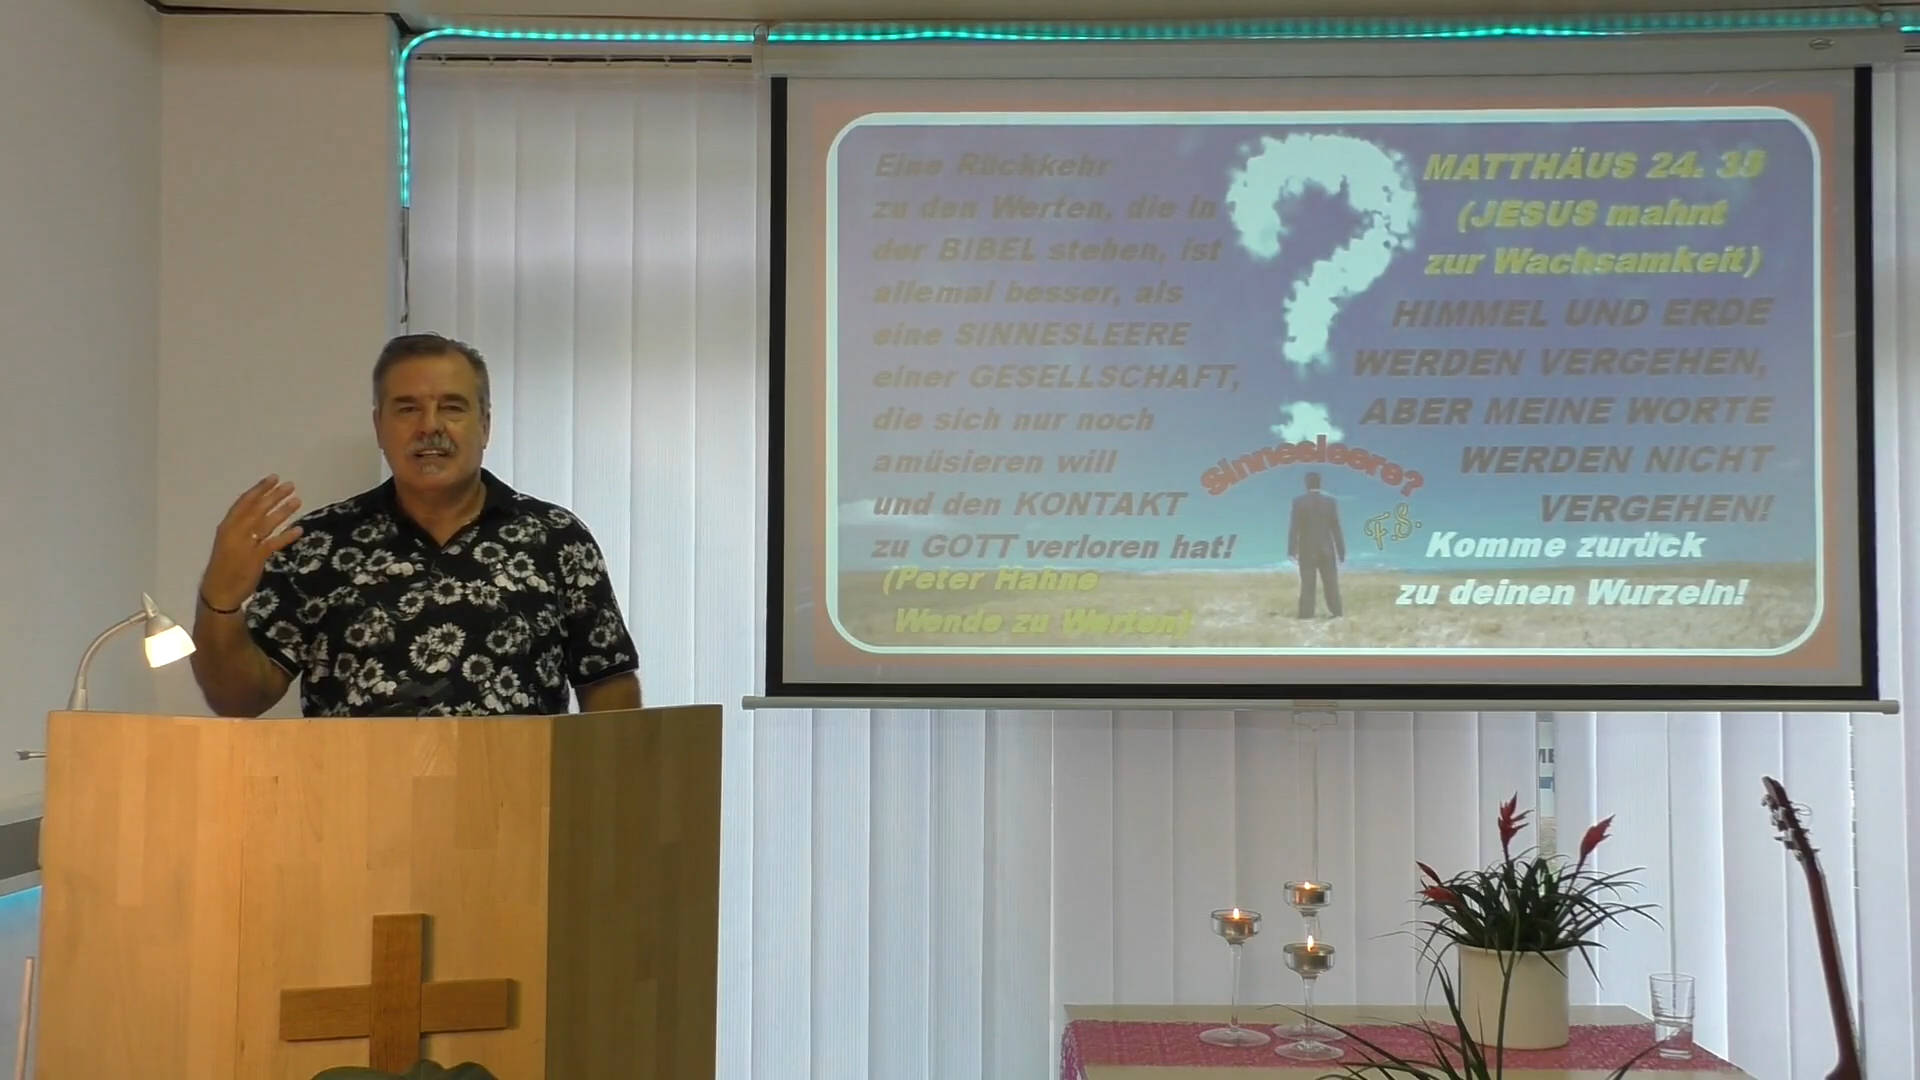 Eine Rückkehr
zu den Werten, die in
der BIBEL stehen, ist
allemal besser, als
eine SINNESLEERE
einer GESELLSCHAFT,
die sich nur noch
amüsieren will
und den KONTAKT
zu GOTT verloren hat!
(Peter Hahne
Wende zu Werten)
Sinnesleere?
F.S.
MATTHÄUS 24. 35
(JESUS mahnt
zur Wachsamkeit)
HIMMEL UND ERDE
WERDEN VERGEHEN,
ABER MEINE WORTE
WERDEN NICHT
VERGEHEN!
Komme zurück
zu deinen Wurzeln!